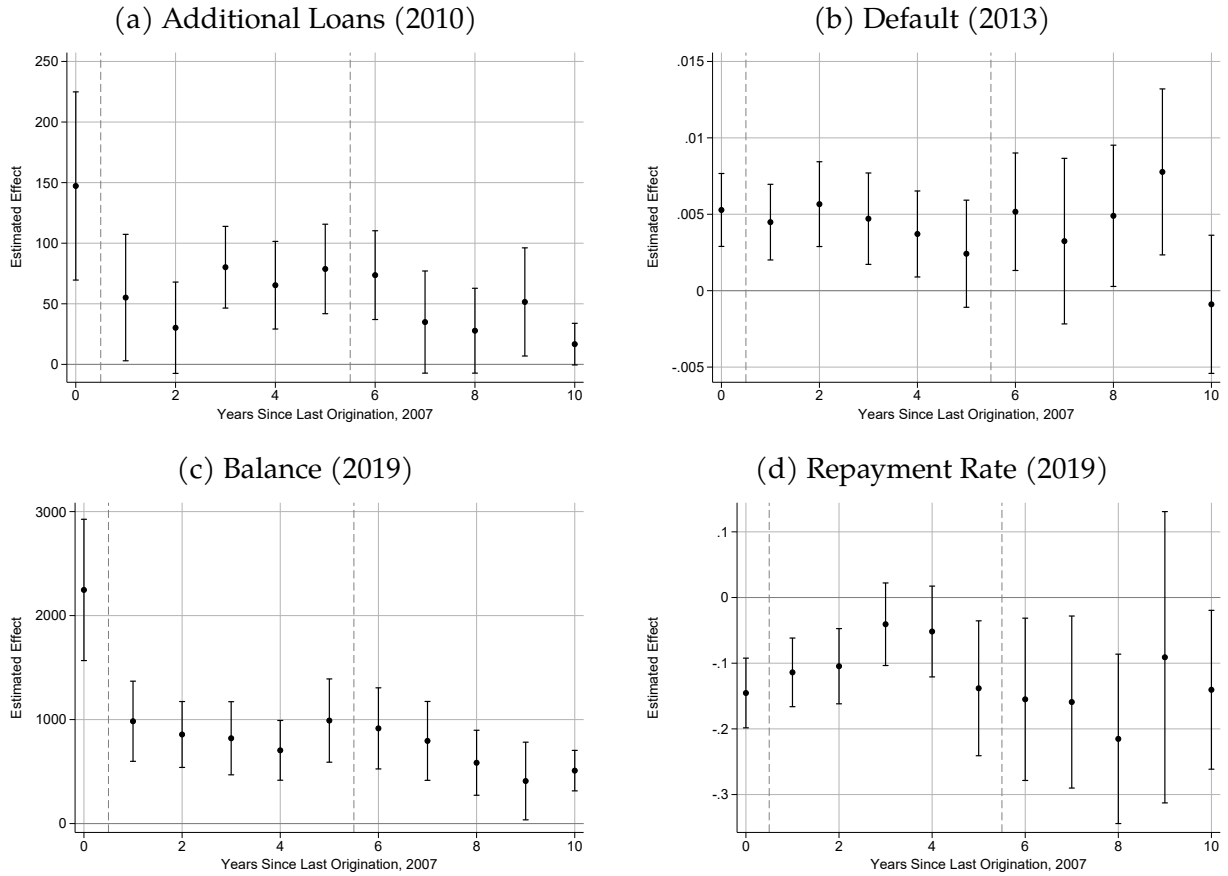 (a) Additional Loans (2010)
250
200
150
100
50
0
Estimated Effect
0 2 4 6 8 10
Years Since Last Origination, 2007
(b) Default (2013)
.015
.01
.005
0
-.005
Estimated Effect
0 2 4 6 8 10
Years Since Last Origination, 2007
(c) Balance (2019)
3000
2000
1000
0
Estimated Effect
0 2 4 6 8 10
Years Since Last Origination, 2007
(d) Repayment Rate (2019)
.1
0
-.1
-.2
-.3
Estimated Effect
0 2 4 6 8 10
Years Since Last Origination, 2007